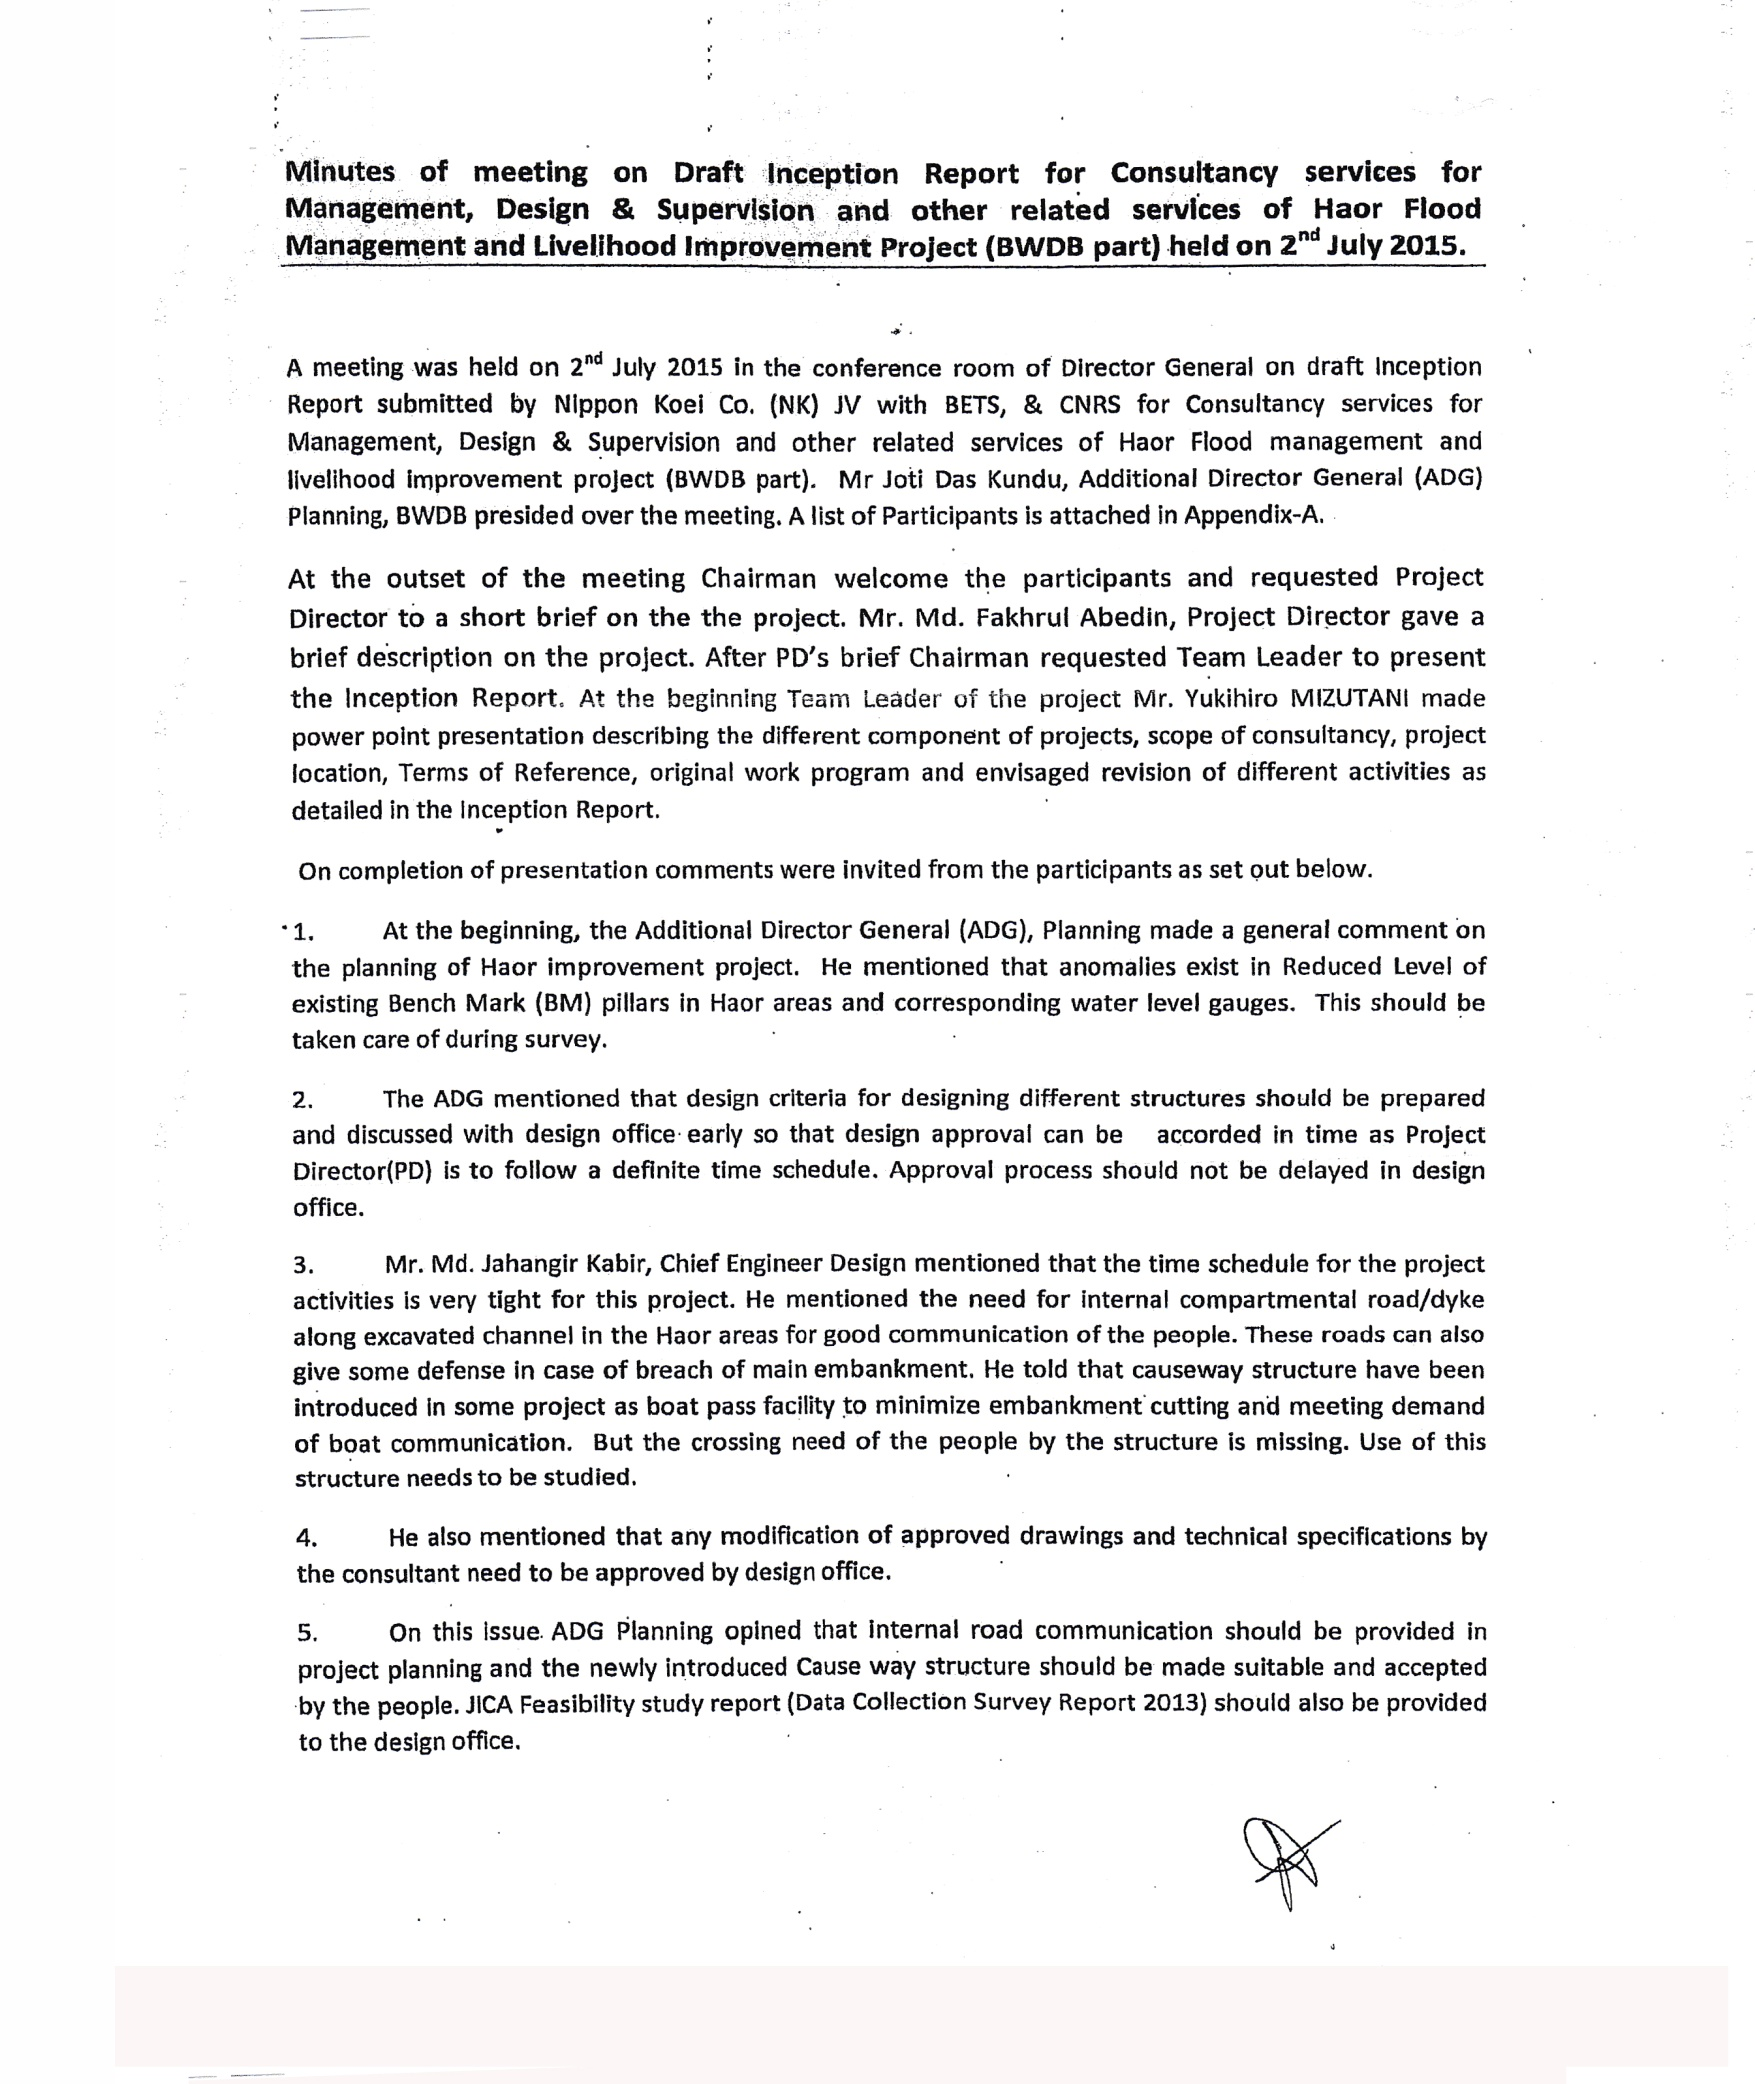 Minutes of meeting on Draft Inception Report for Consultancy services for
Management, Design & Supervision and other related services of Haor Flood
Management and Livelihood Improvement Project (BWDB part) held on 2nd July 2015.
A meeting was held on 2nd July 2015 in the conference room of Director General on draft Inception
Report submitted by Nippon Koei Co. (NK) JV with BETS, & CNRS for Consultancy services for
Management, Design & Supervision and other related services of Haor Flood management and
livelihood improvement project (BWDB part). Mr Joti Das Kundu, Additional Director General (ADG)
Planning, BWDB presided over the meeting. A list of Participants is attached in Appendix-A.
At the outset of the meeting Chairman welcome the participants and requested Project
Director to a short brief on the the project. Mr. Md. Fakhrul Abedin, Project Director gave a
brief description on the project. After PD's brief Chairman requested Team Leader to present
the Inception Report. At the beginning Team Leader of the project Mr. Yukihiro MIZUTANI made
power point presentation describing the different component of projects, scope of consultancy, project
location, Terms of Reference, original work program and envisaged revision of different activities as
detailed in the Inception Report.
On completion of presentation comments were invited from the participants as set out below.
1. At the beginning, the Additional Director General (ADG), Planning made a general comment on
the planning of Haor improvement project. He mentioned that anomalies exist in Reduced Level of
existing Bench Mark (BM) pillars in Haor areas and corresponding water level gauges. This should be
taken care of during survey.
2. The ADG mentioned that design criteria for designing different structures should be prepared
and discussed with design office early so that design approval can be accorded in time as Project
Director(PD) is to follow a definite time schedule. Approval process should not be delayed in design
office.
3. Mr. Md. Jahangir Kabir, Chief Engineer Design mentioned that the time schedule for the project
activities is very tight for this project. He mentioned the need for internal compartmental road/dyke
along excavated channel in the Haor areas for good communication of the people. These roads can also
give some defense in case of breach of main embankment. He told that causeway structure have been
introduced in some project as boat pass facility to minimize embankment cutting and meeting demand
of boat communication. But the crossing need of the people by the structure is missing. Use of this
structure needs to be studied.
4. He also mentioned that any modification of approved drawings and technical specifications by
the consultant need to be approved by design office.
5. On this issue ADG Planning opined that internal road communication should be provided in
project planning and the newly introduced Cause way structure should be made suitable and accepted
by the people. JICA Feasibility study report (Data Collection Survey Report 2013) should also be provided
to the design office.